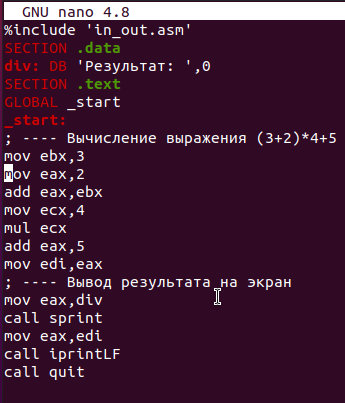 GNU nano 4.8
%include 'in_out.asm'
SECTION .data
div: DB 'Результат: ',0
SECTION .text
GLOBAL _start
_start:
; ---- Вычисление выражения (3+2)*4+5
mov ebx,3
mov eax,2
add eax,ebx
mov ecx,4
mul ecx
add eax,5
mov edi,eax
; ---- Вывод результата на экран
mov eax,div
call sprint
mov eax,edi
call iprintLF
call quit